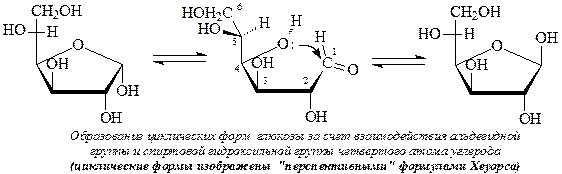 CH₂OH
HO
H
O
OH
OH
OH
HOH₂C
6
H
HO
5
H
O
H
1
4
OH
O
3
2
OH
CH₂OH
HO
H
O
OH
OH
OH
Образование циклических форм глюкозы за счет взаимодействия альдегидной
группы и спиртовой гидроксильной группы четвертого атома углерода
(циклические формы изображены "перспективными" формулами Хеуорса)